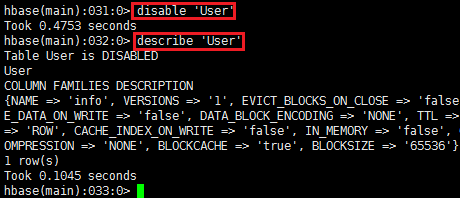 hbase(main):031:0> disable 'User'
Took 0.4753 seconds
hbase(main):032:0> describe 'User'
Table User is DISABLED
User
COLUMN FAMILIES DESCRIPTION
{NAME => 'info', VERSIONS => '1', EVICT_BLOCKS_ON_CLOSE => 'false
E_DATA_ON_WRITE => 'false', DATA_BLOCK_ENCODING => 'NONE', TTL =>
=> 'ROW', CACHE_INDEX_ON_WRITE => 'false', IN_MEMORY => 'false',
OMPRESSION => 'NONE', BLOCKCACHE => 'true', BLOCKSIZE => '65536'}
1 row(s)
Took 0.1045 seconds
hbase(main):033:0>